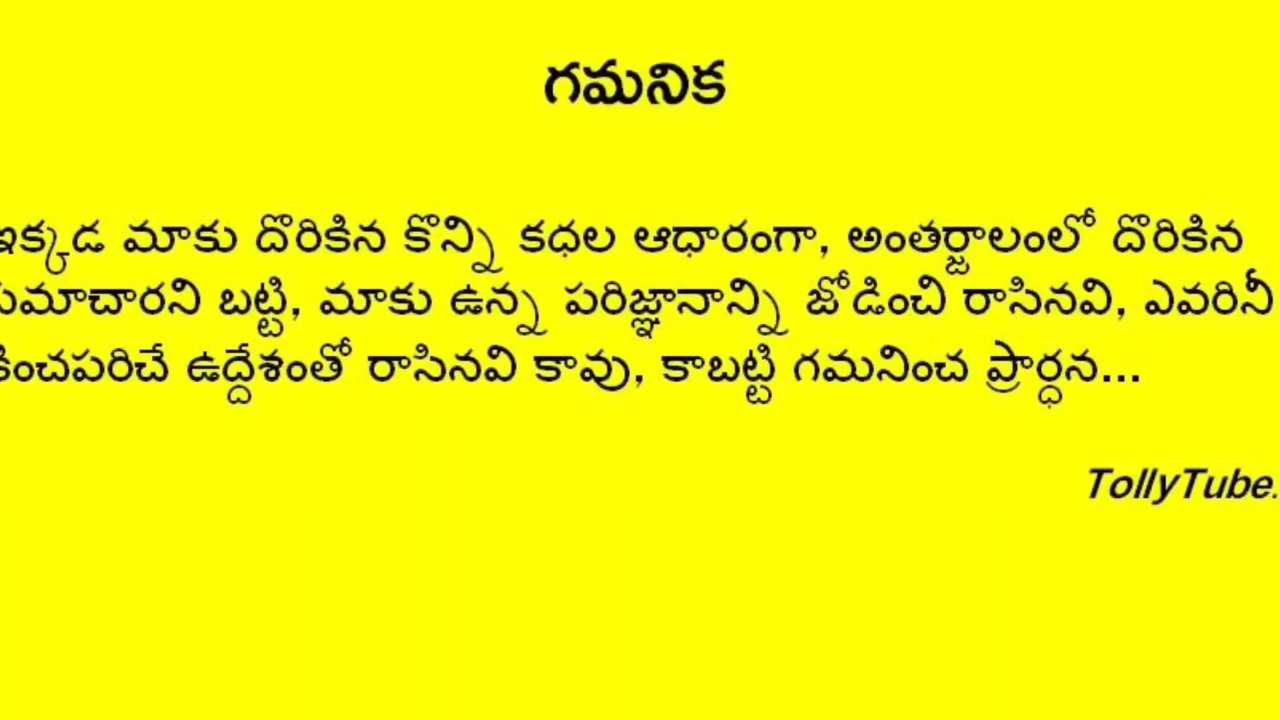 గమనిక
ఇక్కడ మాకు దొరికిన కొన్ని కధల ఆధారంగా, అంతర్జాలంలో దొరికిన
సమాచారని బట్టి, మాకు ఉన్న పరిజ్ఞానాన్ని జోడించి రాసినవి, ఎవరినీ
కించపరిచే ఉద్దేశంతో రాసినవి కావు, కాబట్టి గమనించ ప్రార్ధన...
TollyTube.